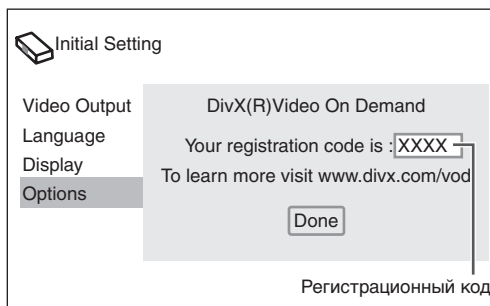 Initial Setting
Video Output
Language
Display
Options
DivX(R)Video On Demand
Your registration code is : XXXX
To learn more visit www.divx.com/vod
Done
Регистрационный код